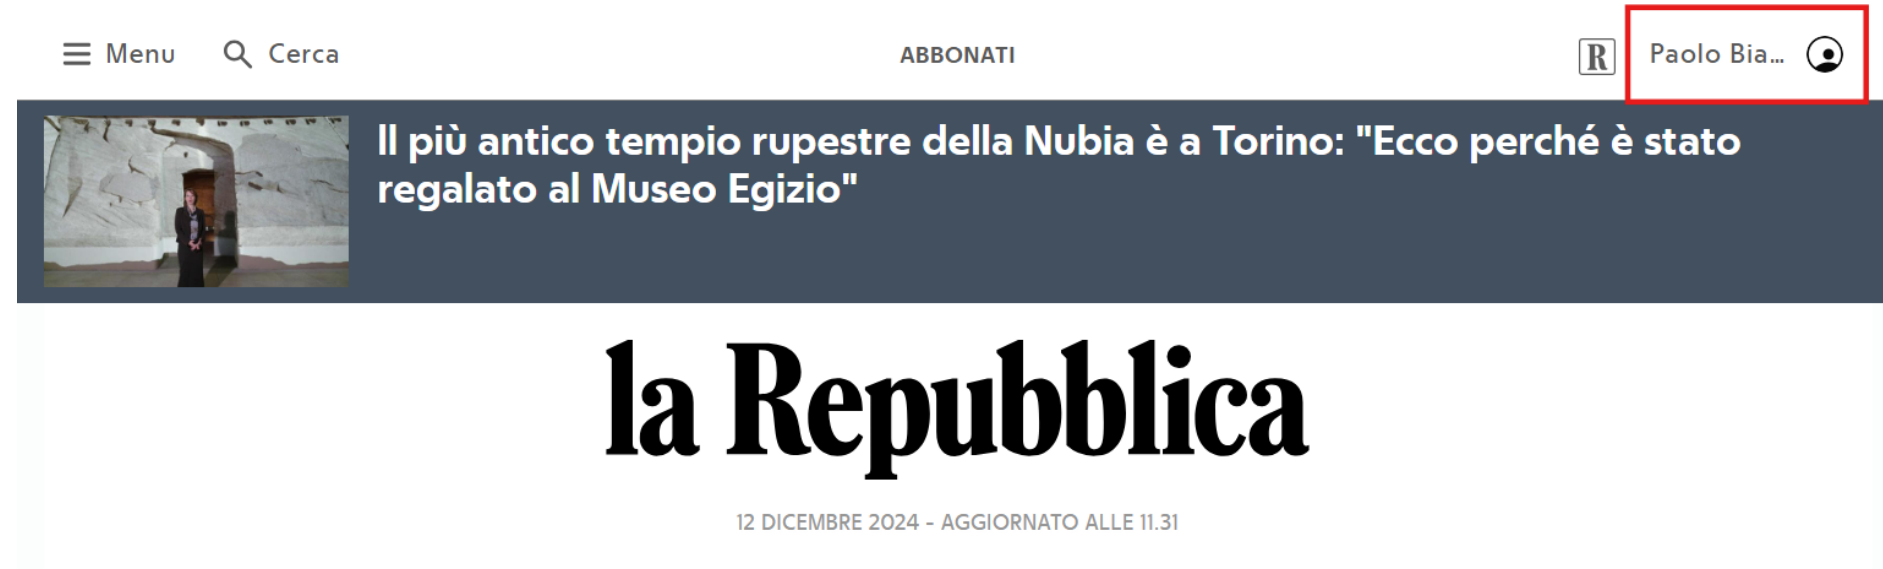 Menu
Cerca
ABBONATI
R
Paolo Bia...
Il più antico tempio rupestre della Nubia è a Torino: "Ecco perché è stato
regalato al Museo Egizio"
la Repubblica
12 DICEMBRE 2024 - AGGIORNATO ALLE 11.31